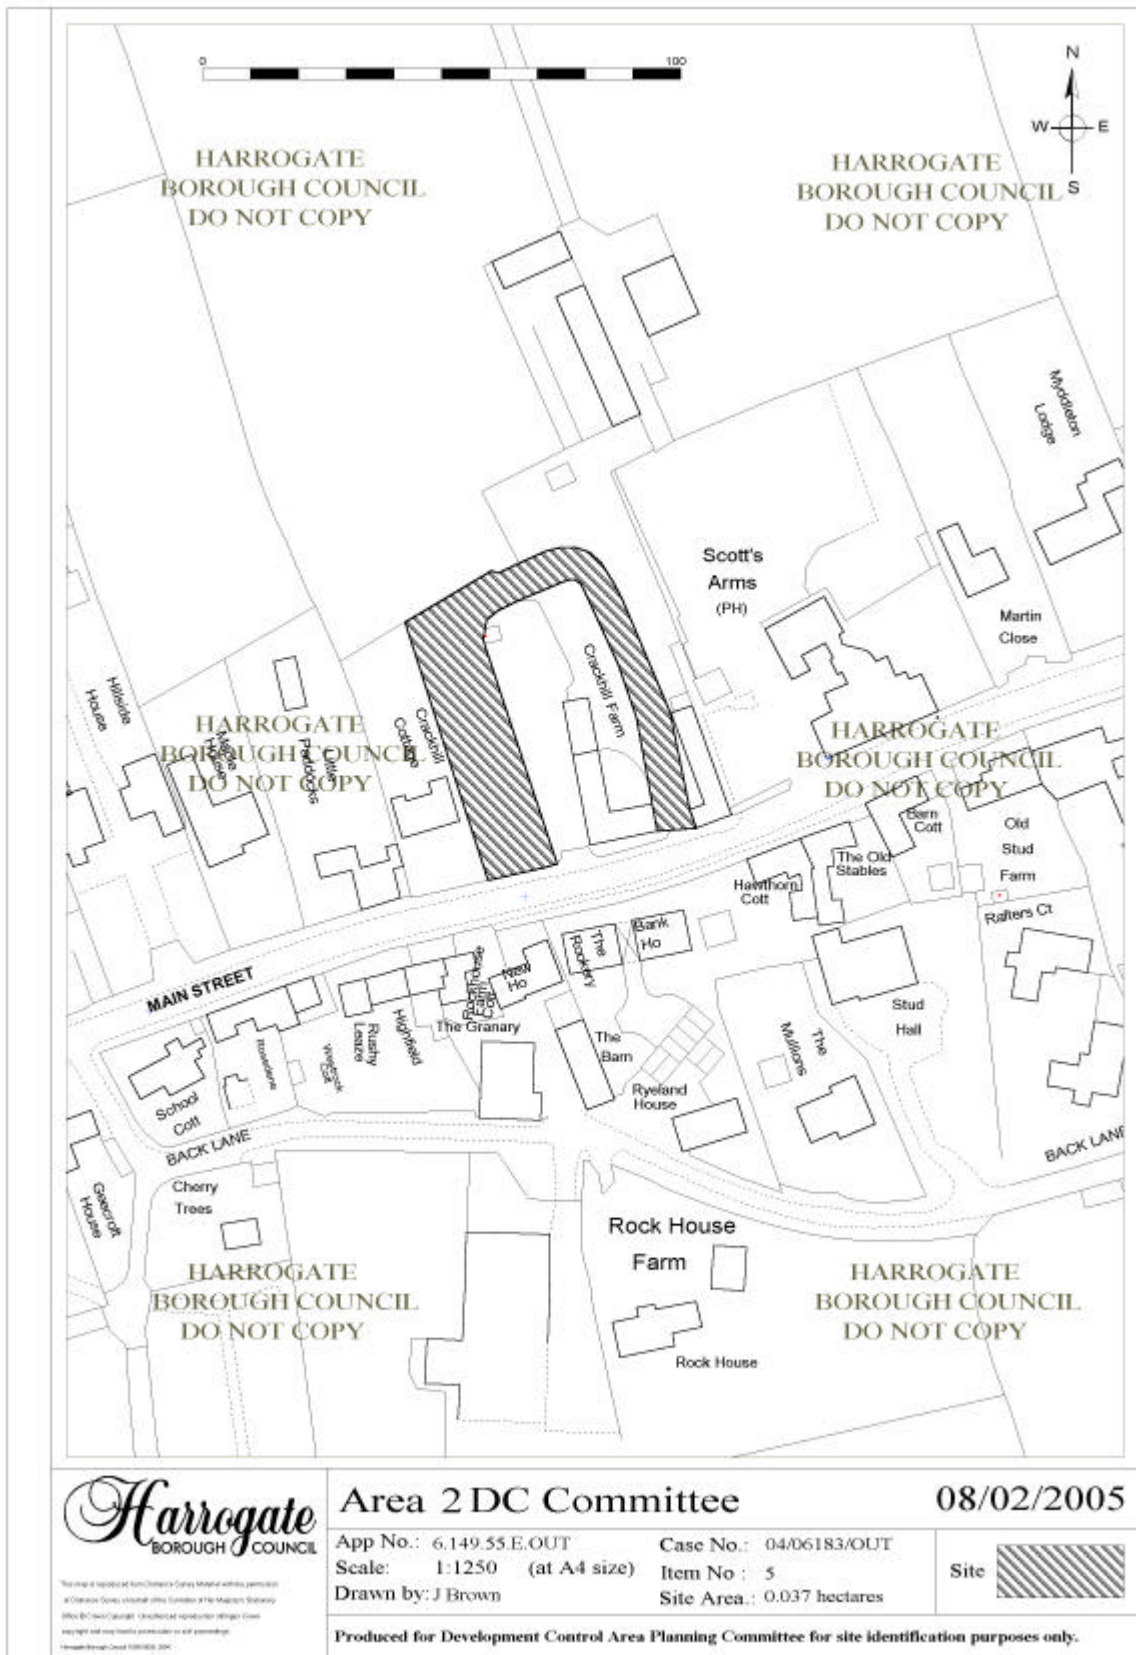 0 100
N
W E
S
HARROGATE
BOROUGH COUNCIL
DO NOT COPY
HARROGATE
BOROUGH COUNCIL
DO NOT COPY
Myddleton
Lodge
Scott's
Arms
(PH)
Martin
Close
Crackhill Farm
Crackhill
Cottage
Hillside
House
HARROGATE
BOROUGH COUNCIL
DO NOT COPY
Little
Paddocks
HARROGATE
BOROUGH COUNCIL
DO NOT COPY
Barn
Cott
Old
Stud
Farm
The Old
Stables
Hawthorn
Cott
Rafters Ct
Bank
Ho
The
Rookery
New
Ho
Rockhouse
Farm
Cott
MAIN STREET
The Granary
Highfield
Rushy
Leaze
The
Barn
The
Mullions
Stud
Hall
Ryeland
House
School
Cott
BACK LANE
BACK LANE
Cherry
Trees
Geecroft
House
Rock House
Farm
Rock House
HARROGATE
BOROUGH COUNCIL
DO NOT COPY
HARROGATE
BOROUGH COUNCIL
DO NOT COPY
Harrogate
BOROUGH COUNCIL
Area 2 DC Committee 08/02/2005
App No.: 6.149.55.E.OUT Case No.: 04/06183/OUT
Scale: 1:1250 (at A4 size) Item No : 5
Drawn by: J Brown Site Area.: 0.037 hectares
Site
Produced for Development Control Area Planning Committee for site identification purposes only.